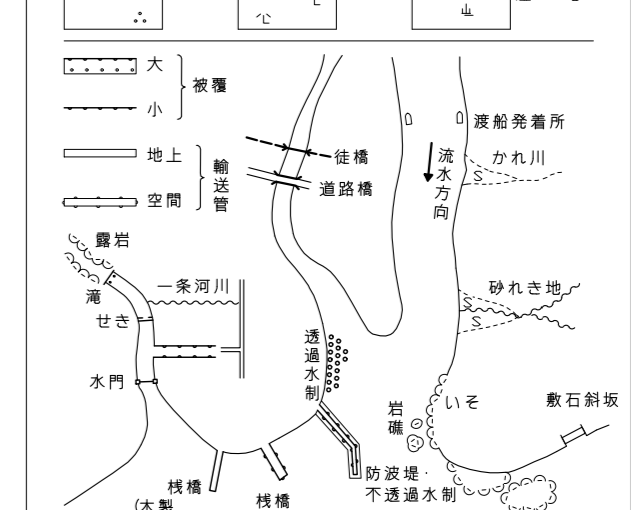 大
小
被覆
地上
空間
輸送管
徒橋
道路橋
渡船発着所
流水方向
かれ川
S
露岩
滝
一条河川
せき
水門
砂れき地
S
S
透過水制
岩礁
いそ
敷石斜坂
防波堤・
不透過水制
桟橋
(木製
桟橋